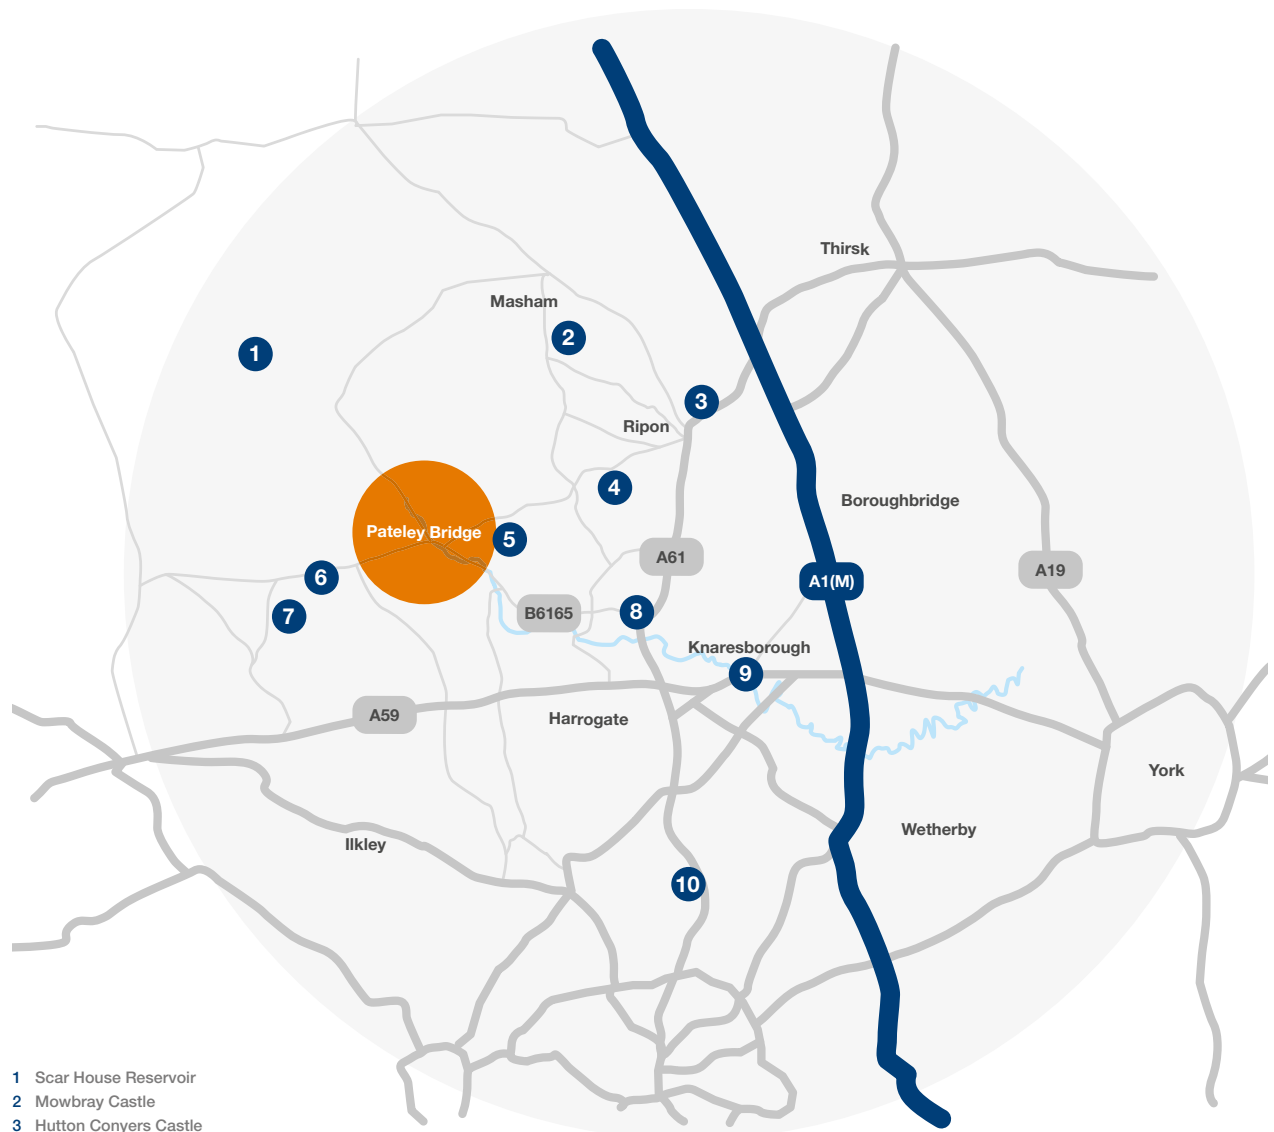 Thirsk
Masham
2
1
3
Ripon
4
Boroughbridge
Pateley Bridge
5
A61
A19
6
A1(M)
7
B6165
8
Knaresborough
9
A59
Harrogate
York
Wetherby
Ilkley
10
1 Scar House Reservoir
2 Mowbray Castle
3 Hutton Conyers Castle